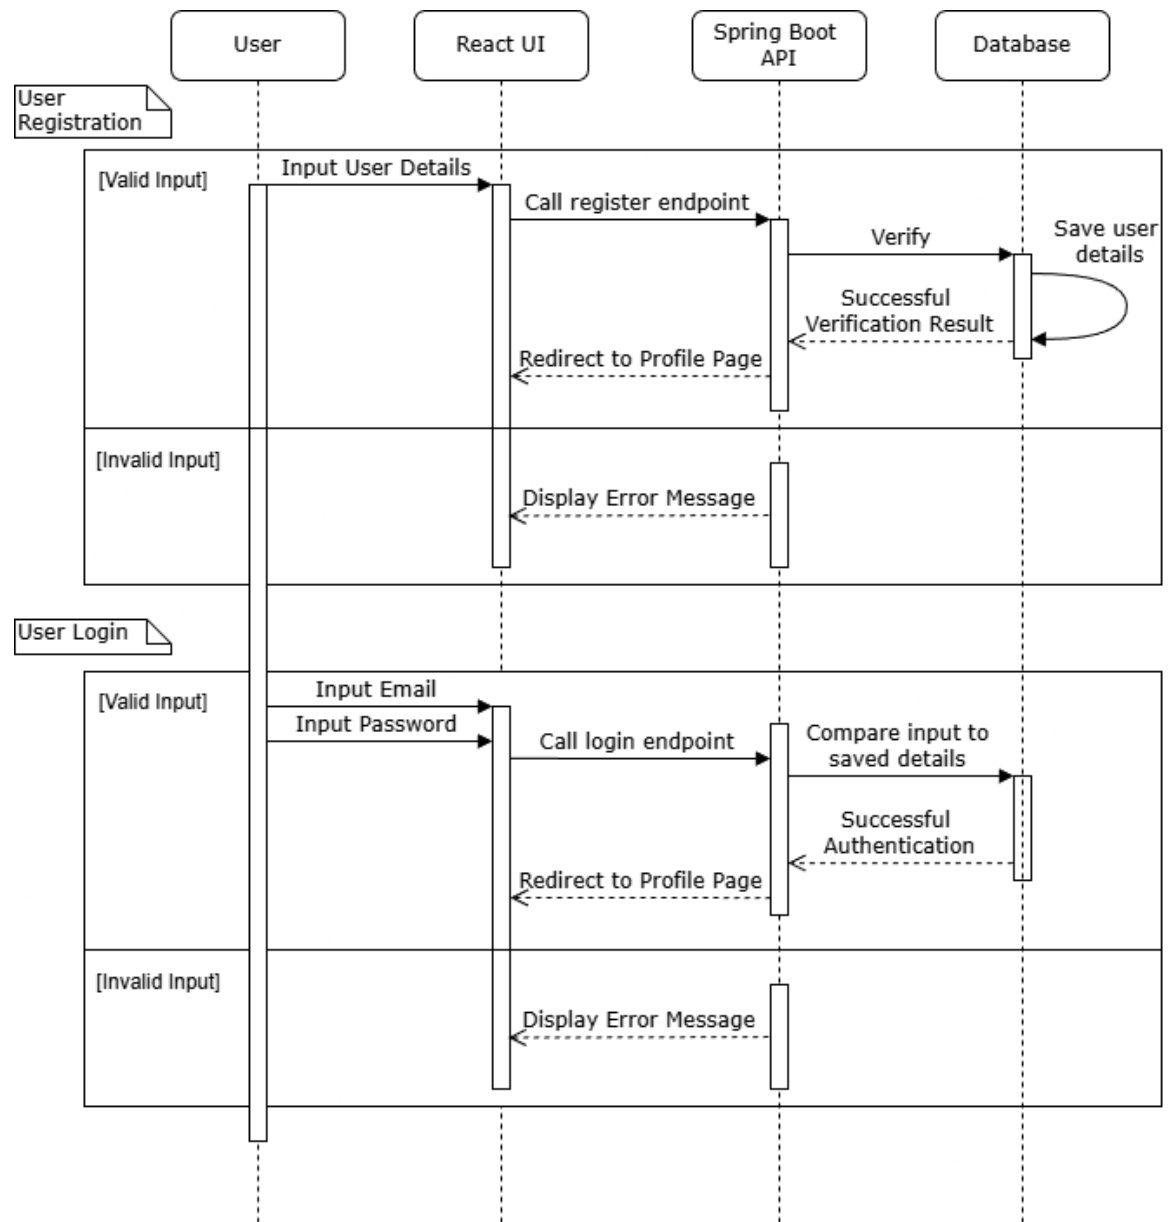 User
React UI
Spring Boot
API
Database
User
Registration
[Valid Input]
Input User Details
Call register endpoint
Verify
Save user
details
Successful
Verification Result
Redirect to Profile Page
[Invalid Input]
Display Error Message
User Login
[Valid Input]
Input Email
Input Password
Call login endpoint
Compare input to
saved details
Successful
Authentication
Redirect to Profile Page
[Invalid Input]
Display Error Message